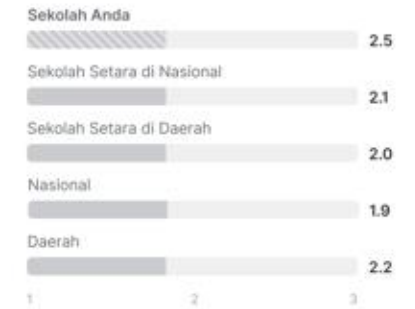 Sekolah Anda
2.5
Sekolah Setara di Nasional
2.1
Sekolah Setara di Daerah
2.0
Nasional
1.9
Daerah
2.2
1 2 3